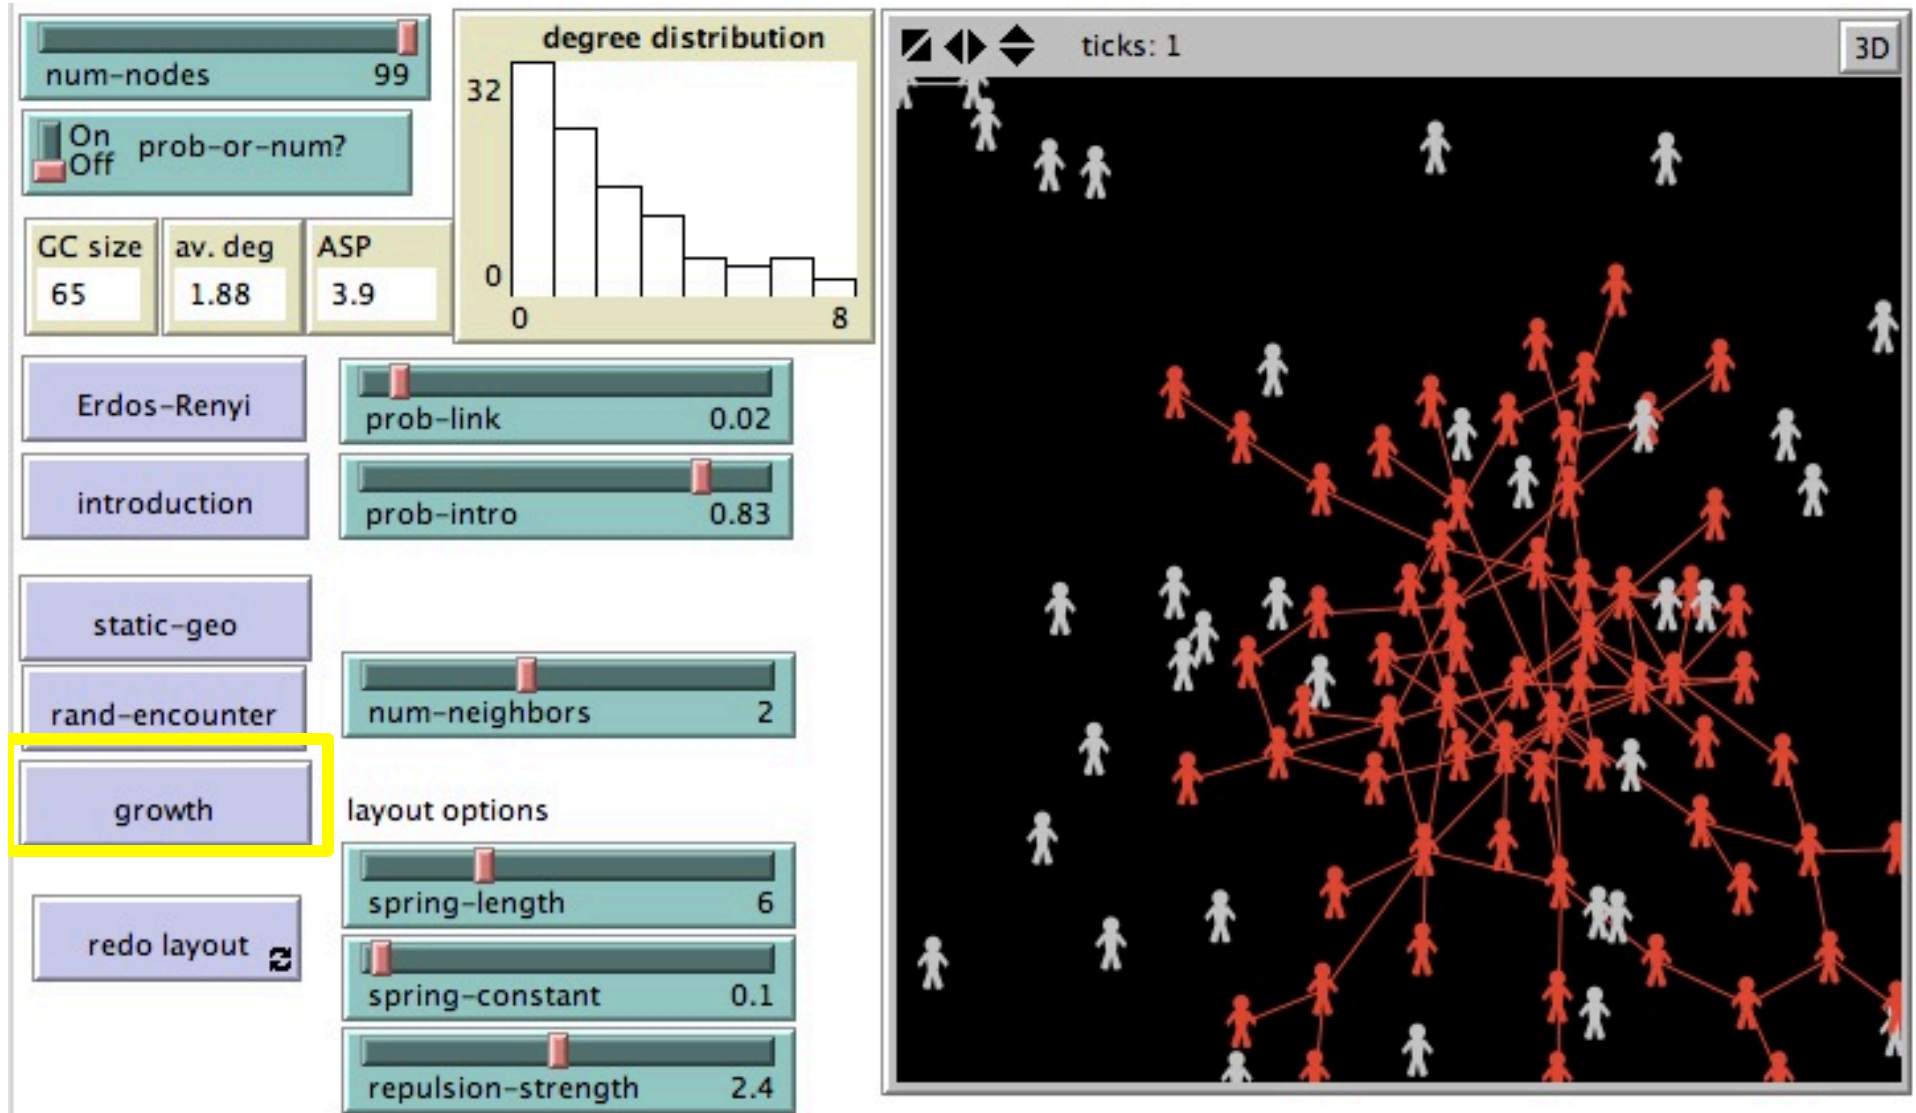 num-nodes 99
On
Off
prob-or-num?
GC size
65
av. deg
1.88
ASP
3.9
degree distribution
32
0
0 8
Erdos-Renyi
introduction
static-geo
rand-encounter
growth
redo layout
prob-link 0.02
prob-intro 0.83
num-neighbors 2
layout options
spring-length 6
spring-constant 0.1
repulsion-strength 2.4
ticks: 1
3D